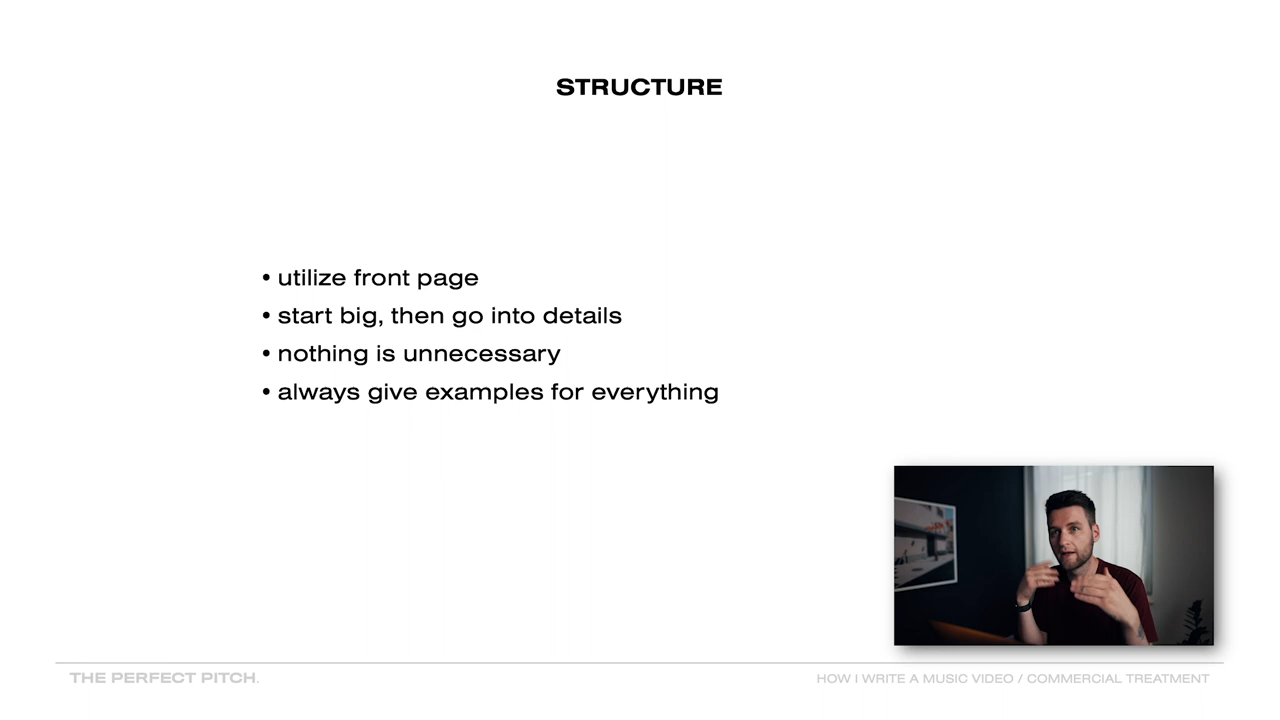 STRUCTURE
• utilize front page
• start big, then go into details
• nothing is unnecessary
• always give examples for everything
THE PERFECT PITCH.
HOW I WRITE A MUSIC VIDEO / COMMERCIAL TREATMENT